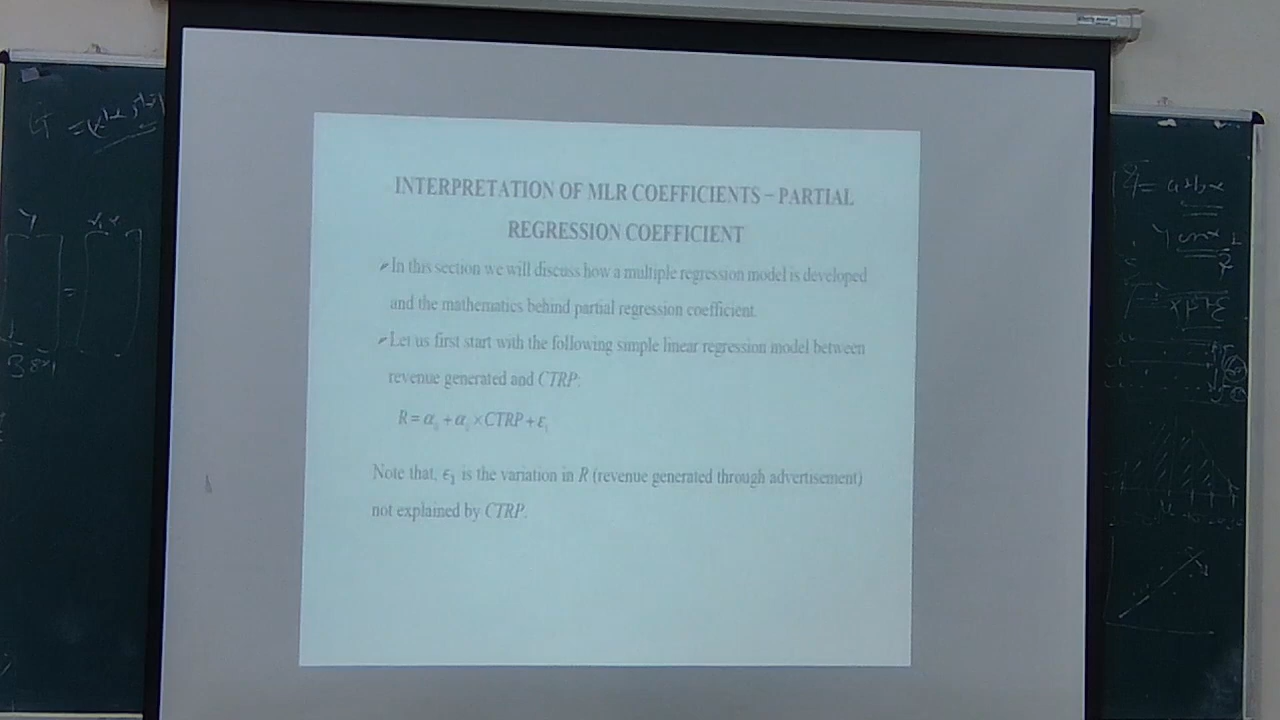 INTERPRETATION OF MLR COEFFICIENTS – PARTIAL
REGRESSION COEFFICIENT
In this section we will discuss how a multiple regression model is developed
and the mathematics behind partial regression coefficient.
Let us first start with the following simple linear regression model between
revenue generated and CTRP:
R = α₀ + α₁ × CTRP + ε₁
Note that, ϵ₁ is the variation in R (revenue generated through advertisement)
not explained by CTRP.